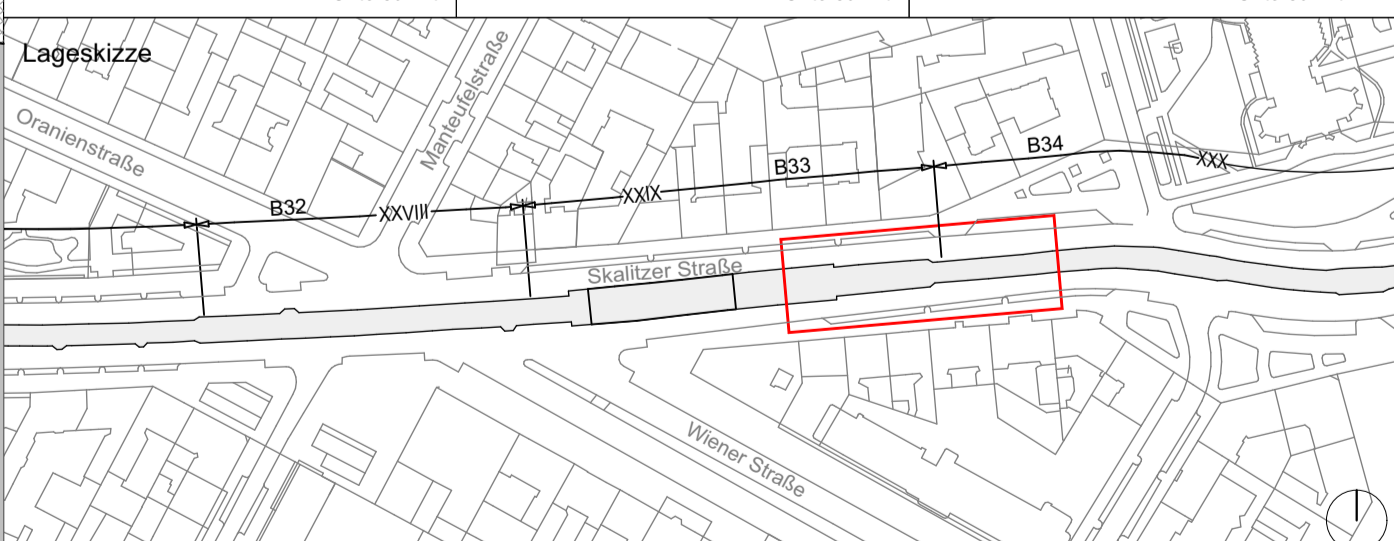 Lageskizze
Oranienstraße
Manteufelstraße
B32
XXVIII
XXIX
B33
B34
XXX
Skalitzer Straße
Wiener Straße